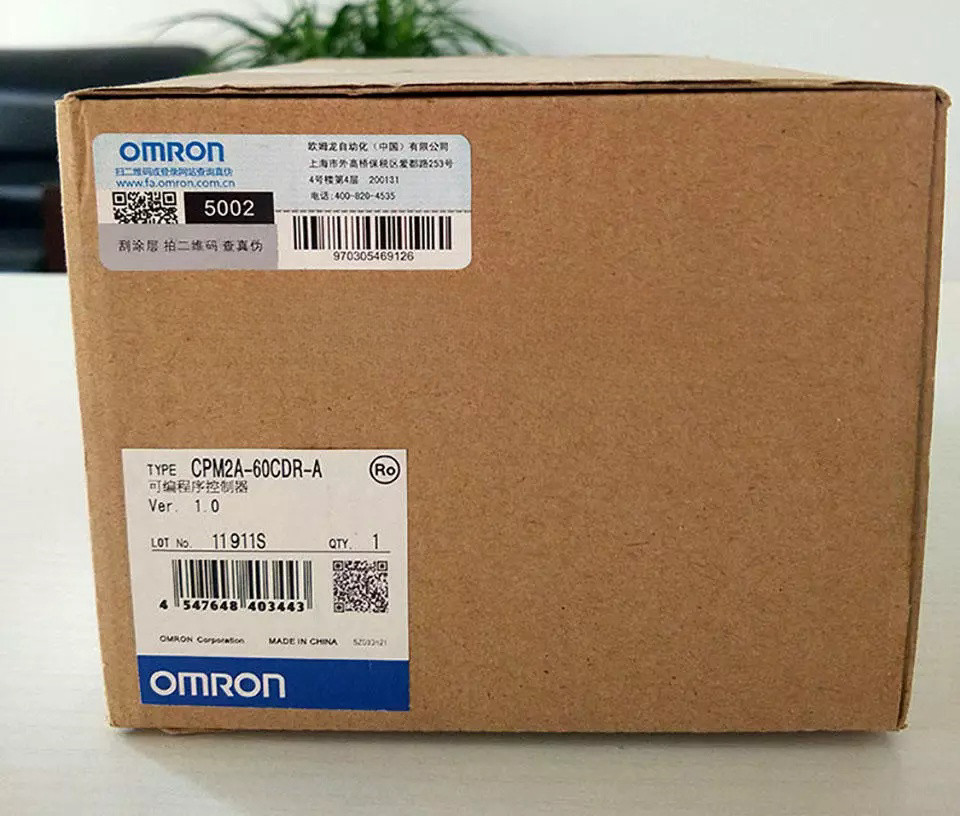 OMRON
扫二维码或登录网站查询真伪
www.fa.omron.com.cn
5002
刮涂层 拍二维码 查真伪
欧姆龙自动化（中国）有限公司
上海市外高桥保税区爱都路253号
4号楼第4层 200131
电话:400-820-4535
970305469126
TYPE CPM2A-60CDR-A
Ro
可编程序控制器
Ver. 1.0
LOT No. 11911S QTY. 1
4 547648 403443
OMRON Corporation MADE IN CHINA
OMRON